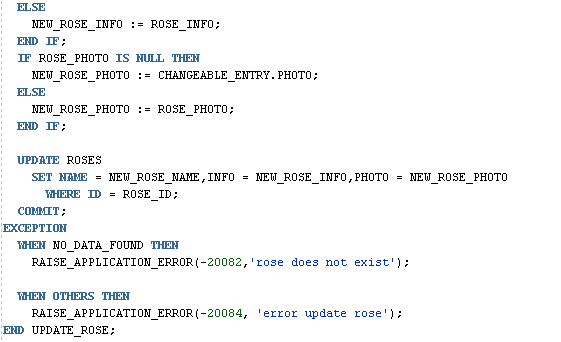 ELSE
NEW_ROSE_INFO := ROSE_INFO;
END IF;
IF ROSE_PHOTO IS NULL THEN
NEW_ROSE_PHOTO := CHANGEABLE_ENTRY.PHOTO;
ELSE
NEW_ROSE_PHOTO := ROSE_PHOTO;
END IF;
UPDATE ROSES
SET NAME = NEW_ROSE_NAME,INFO = NEW_ROSE_INFO,PHOTO = NEW_ROSE_PHOTO
WHERE ID = ROSE_ID;
COMMIT;
EXCEPTION
WHEN NO_DATA_FOUND THEN
RAISE_APPLICATION_ERROR(-20082,'rose does not exist');
WHEN OTHERS THEN
RAISE_APPLICATION_ERROR(-20084, 'error update rose');
END UPDATE_ROSE;